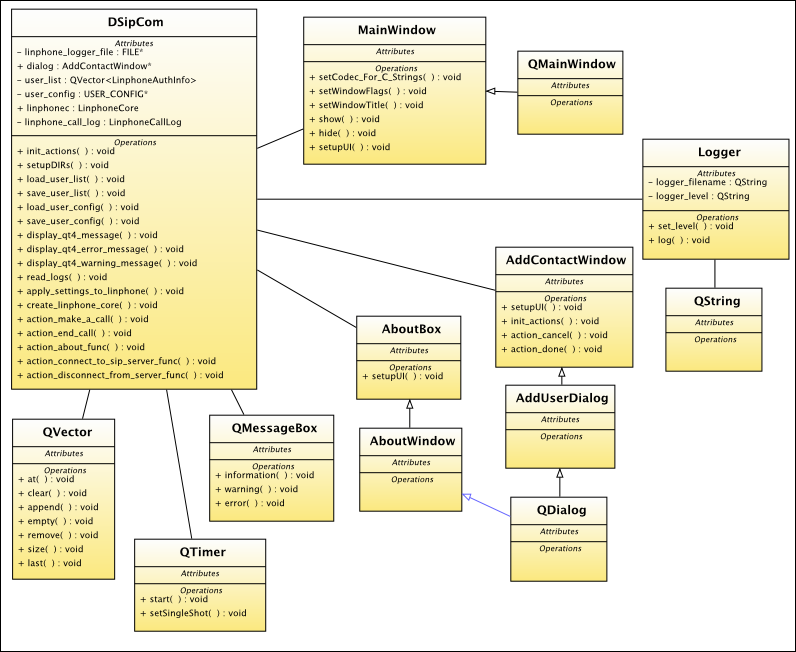 DSipCom
Attributes
– linphone_logger_file : FILE*
+ dialog : AddContactWindow*
– user_list : QVector<LinphoneAuthInfo>
– user_config : USER_CONFIG*
+ linphonec : LinphoneCore
– linphone_call_log : LinphoneCallLog
Operations
+ init_actions( ) : void
+ setupDIRs( ) : void
+ load_user_list( ) : void
+ save_user_list( ) : void
+ load_user_config( ) : void
+ save_user_config( ) : void
+ display_qt4_message( ) : void
+ display_qt4_error_message( ) : void
+ display_qt4_warning_message( ) : void
+ read_logs( ) : void
+ apply_settings_to_linphone( ) : void
+ create_linphone_core( ) : void
+ action_make_a_call( ) : void
+ action_end_call( ) : void
+ action_about_func( ) : void
+ action_connect_to_sip_server_func( ) : void
+ action_disconnect_from_server_func( ) : void
MainWindow
Attributes
Operations
+ setCodec_For_C_Strings( ) : void
+ setWindowFlags( ) : void
+ setWindowTitle( ) : void
+ show( ) : void
+ hide( ) : void
+ setupUI( ) : void
QMainWindow
Attributes
Operations
Logger
Attributes
– logger_filename : QString
– logger_level : QString
Operations
+ set_level( ) : void
+ log( ) : void
AddContactWindow
Attributes
Operations
+ setupUI( ) : void
+ init_actions( ) : void
+ action_cancel( ) : void
+ action_done( ) : void
QString
Attributes
Operations
AboutBox
Attributes
Operations
+ setupUI( ) : void
AddUserDialog
Attributes
Operations
QVector
Attributes
Operations
+ at( ) : void
+ clear( ) : void
+ append( ) : void
+ empty( ) : void
+ remove( ) : void
+ size( ) : void
+ last( ) : void
QMessageBox
Attributes
Operations
+ information( ) : void
+ warning( ) : void
+ error( ) : void
AboutWindow
Attributes
Operations
QDialog
Attributes
Operations
QTimer
Attributes
Operations
+ start( ) : void
+ setSingleShot( ) : void